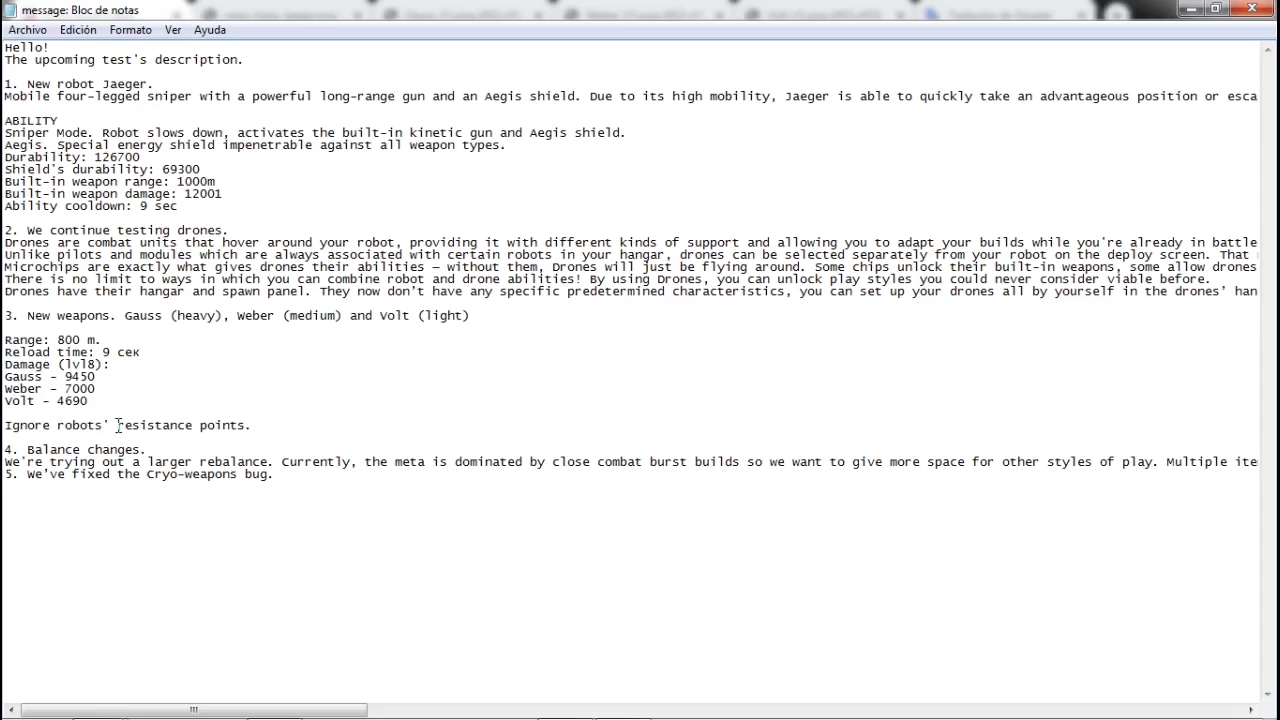 message: Bloc de notas
Archivo Edición Formato Ver Ayuda
Hello!
The upcoming test's description.
1. New robot Jaeger.
Mobile four-legged sniper with a powerful long-range gun and an Aegis shield. Due to its high mobility, Jaeger is able to quickly take an advantageous position or esca
ABILITY
Sniper Mode. Robot slows down, activates the built-in kinetic gun and Aegis shield.
Aegis. Special energy shield impenetrable against all weapon types.
Durability: 126700
Shield's durability: 69300
Built-in weapon range: 1000m
Built-in weapon damage: 12001
Ability cooldown: 9 sec
2. We continue testing drones.
Drones are combat units that hover around your robot, providing it with different kinds of support and allowing you to adapt your builds while you're already in battle
Unlike pilots and modules which are always associated with certain robots in your hangar, drones can be selected separately from your robot on the deploy screen. That
Microchips are exactly what gives drones their abilities – without them, Drones will just be flying around. Some chips unlock their built-in weapons, some allow drones
There is no limit to ways in which you can combine robot and drone abilities! By using Drones, you can unlock play styles you could never consider viable before.
Drones have their hangar and spawn panel. They now don't have any specific predetermined characteristics, you can set up your drones all by yourself in the drones' han
3. New weapons. Gauss (heavy), Weber (medium) and Volt (light)
Range: 800 m.
Reload time: 9 сек
Damage (lvl8):
Gauss – 9450
Weber – 7000
Volt – 4690
Ignore robots' resistance points.
4. Balance changes.
We're trying out a larger rebalance. Currently, the meta is dominated by close combat burst builds so we want to give more space for other styles of play. Multiple ite
5. We've fixed the Cryo-weapons bug.